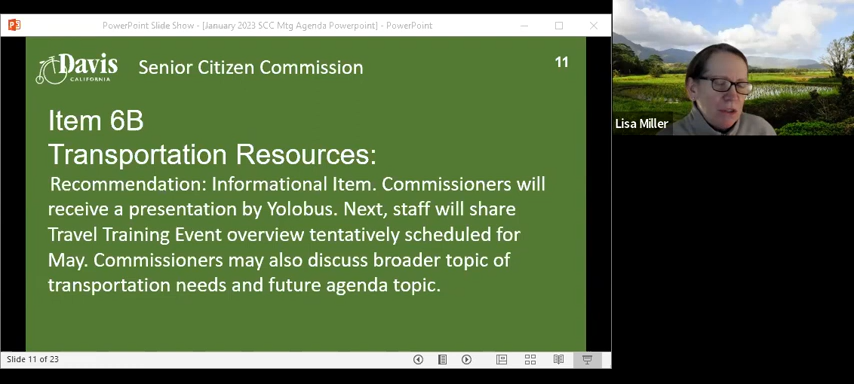 PowerPoint Slide Show - [January 2023 SCC Mtg Agenda Powerpoint] - PowerPoint
Davis
CALIFORNIA
Senior Citizen Commission
11
Item 6B
Transportation Resources:
Recommendation: Informational Item. Commissioners will
receive a presentation by Yolobus. Next, staff will share
Travel Training Event overview tentatively scheduled for
May. Commissioners may also discuss broader topic of
transportation needs and future agenda topic.
Slide 11 of 23
Lisa Miller